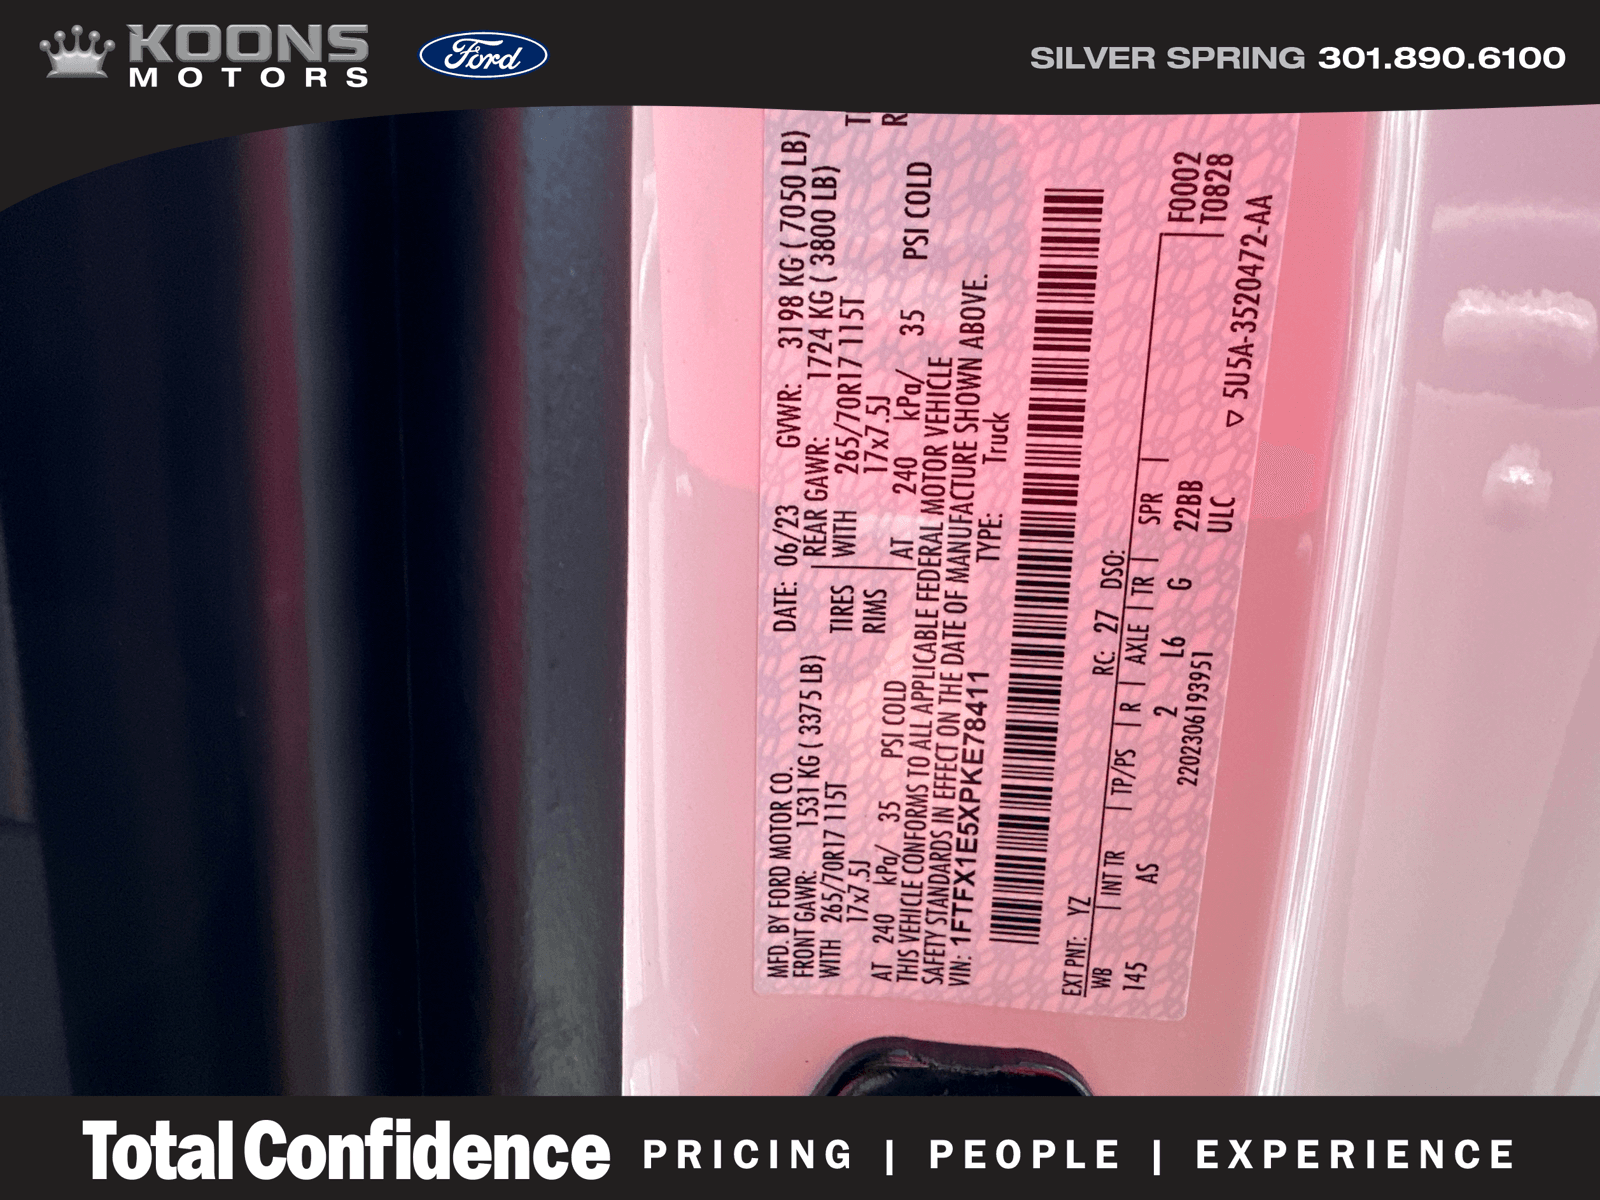 KOONS
MOTORS
Ford
SILVER SPRING 301.890.6100
MFD. BY FORD MOTOR CO.
DATE: 06/23
GVWR: 3198 KG ( 7050 LB)
FRONT GAWR: 1531 KG ( 3375 LB)
REAR GAWR: 1724 KG ( 3800 LB)
WITH 265/70R17 115T
TIRES
WITH 265/70R17 115T
17x7.5J
RIMS
17x7.5J
AT 240 kPa/ 35 PSI COLD
AT 240 kPa/ 35 PSI COLD
THIS VEHICLE CONFORMS TO ALL APPLICABLE FEDERAL MOTOR VEHICLE
SAFETY STANDARDS IN EFFECT ON THE DATE OF MANUFACTURE SHOWN ABOVE.
VIN: 1FTFX1E5XPKE78411
TYPE: Truck
F0002
T0828
EXT PNT: YZ
RC: 27 DSO:
WB | INT TR | TP/PS | R | AXLE | TR | SPR |
145 AS 2 L6 G 22BB
2202306193951
ULC
▽ 5U5A-3520472-AA
Total Confidence
PRICING | PEOPLE | EXPERIENCE